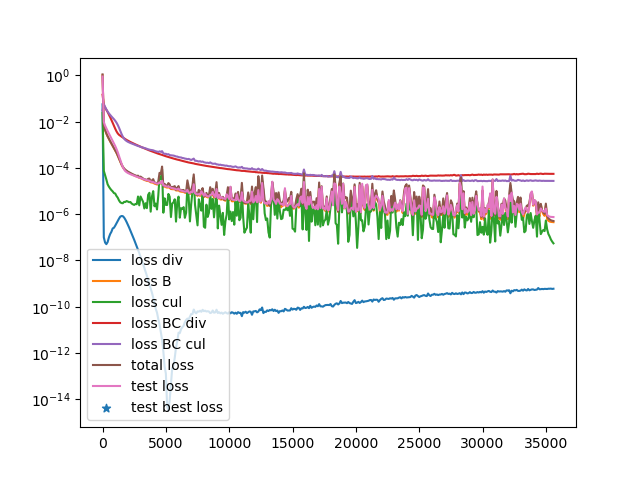 10^0
10^-2
10^-4
10^-6
10^-8
10^-10
10^-12
10^-14
loss div
loss B
loss cul
loss BC div
loss BC cul
total loss
test loss
test best loss
0 5000 10000 15000 20000 25000 30000 35000